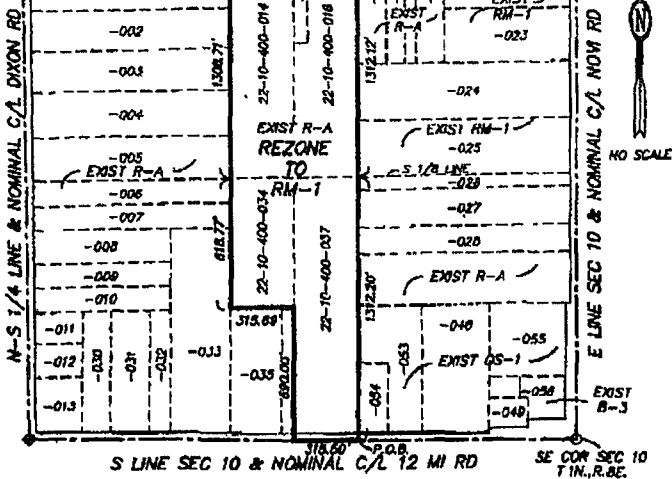 N-S 1/4 LINE & NOMINAL C/L DIXON RD
-002
-003
-004
-005
EXIST R-A
-006
-007
-008
-009
-010
-011
-012
-013
-030
-031
-032
-033
-035
1308.71'
618.77'
315.69'
690.00'
22-10-400-014
22-10-400-016
EXIST R-A
REZONE
TO
RM-1
22-10-400-034
22-10-400-037
1312.12'
1312.20'
EXIST
R-A
RM-1
-023
-024
EXIST RM-1
-025
S 1/8 LINE
-026
-027
-028
EXIST R-A
-046
-053
-054
-055
EXIST OS-1
-056
-049
EXIST
B-3
E LINE SEC 10 & NOMINAL C/L NOVI RD
N
NO SCALE
318.60'
P.O.B.
S LINE SEC 10 & NOMINAL C/L 12 MI RD
SE COR SEC 10
T 1N., R.8E.